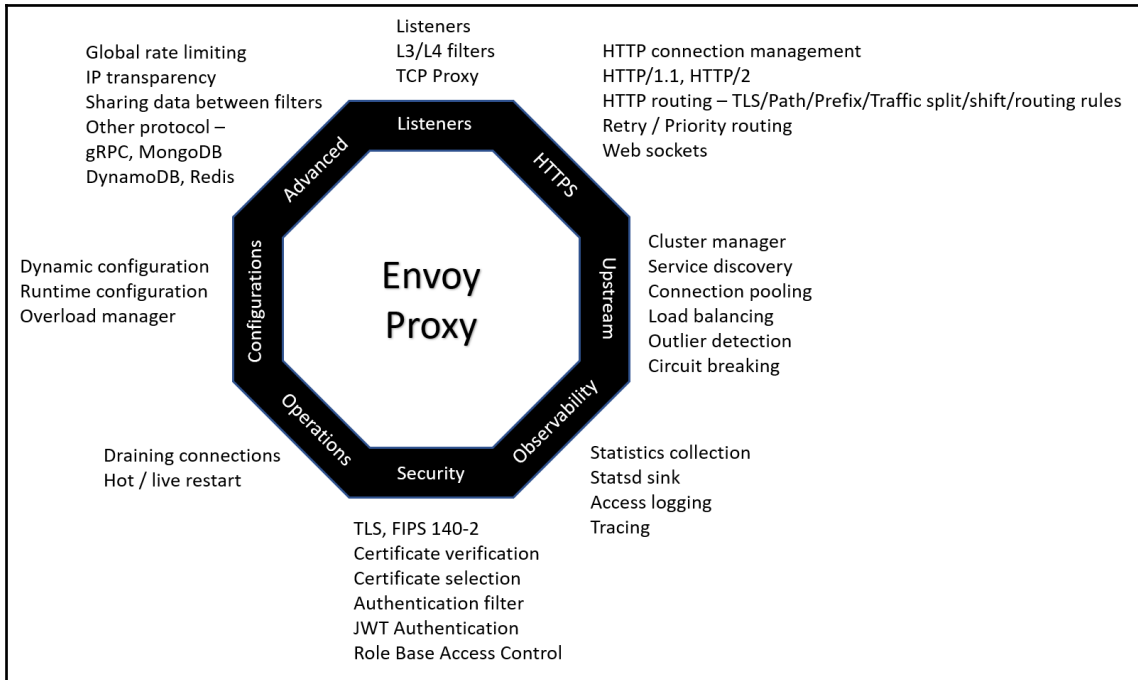 Listeners
L3/L4 filters
TCP Proxy
Global rate limiting
IP transparency
Sharing data between filters
Other protocol –
gRPC, MongoDB
DynamoDB, Redis
HTTP connection management
HTTP/1.1, HTTP/2
HTTP routing – TLS/Path/Prefix/Traffic split/shift/routing rules
Retry / Priority routing
Web sockets
Listeners
Advanced
HTTPS
Configurations
Envoy
Proxy
Upstream
Dynamic configuration
Runtime configuration
Overload manager
Cluster manager
Service discovery
Connection pooling
Load balancing
Outlier detection
Circuit breaking
Operations
Security
Observability
Draining connections
Hot / live restart
Statistics collection
Statsd sink
Access logging
Tracing
TLS, FIPS 140-2
Certificate verification
Certificate selection
Authentication filter
JWT Authentication
Role Base Access Control